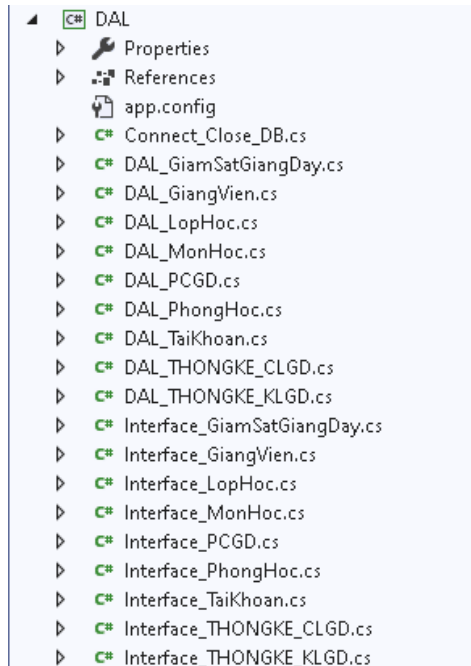 C# DAL
Properties
References
app.config
C# Connect_Close_DB.cs
C# DAL_GiamSatGiangDay.cs
C# DAL_GiangVien.cs
C# DAL_LopHoc.cs
C# DAL_MonHoc.cs
C# DAL_PCGD.cs
C# DAL_PhongHoc.cs
C# DAL_TaiKhoan.cs
C# DAL_THONGKE_CLGD.cs
C# DAL_THONGKE_KLGD.cs
C# Interface_GiamSatGiangDay.cs
C# Interface_GiangVien.cs
C# Interface_LopHoc.cs
C# Interface_MonHoc.cs
C# Interface_PCGD.cs
C# Interface_PhongHoc.cs
C# Interface_TaiKhoan.cs
C# Interface_THONGKE_CLGD.cs
C# Interface_THONGKE_KLGD.cs